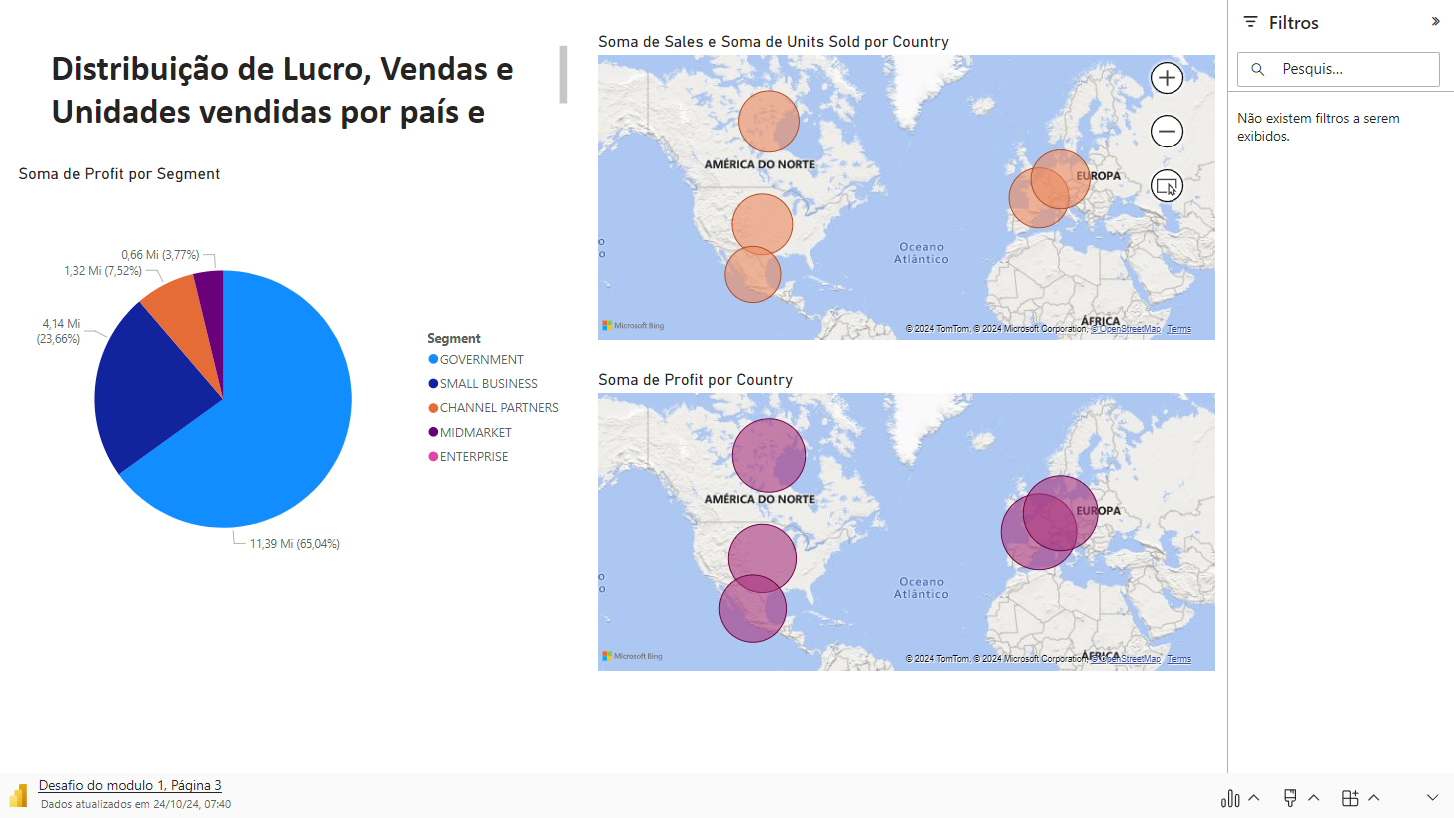 Distribuição de Lucro, Vendas e
Unidades vendidas por país e
Soma de Profit por Segment
0,66 Mi (3,77%)
1,32 Mi (7,52%)
4,14 Mi
(23,66%)
11,39 Mi (65,04%)
Segment
GOVERNMENT
SMALL BUSINESS
CHANNEL PARTNERS
MIDMARKET
ENTERPRISE
Soma de Sales e Soma de Units Sold por Country
AMÉRICA DO NORTE
EUROPA
Oceano
Atlântico
o
o
ÁFRICA
Microsoft Bing
© 2024 TomTom, © 2024 Microsoft Corporation, © OpenStreetMap Terms
Soma de Profit por Country
AMÉRICA DO NORTE
EUROPA
Oceano
Atlântico
o
o
ÁFRICA
Microsoft Bing
© 2024 TomTom, © 2024 Microsoft Corporation, © OpenStreetMap Terms
Filtros
Pesquis...
Não existem filtros a serem
exibidos.
Desafio do modulo 1, Página 3
Dados atualizados em 24/10/24, 07:40